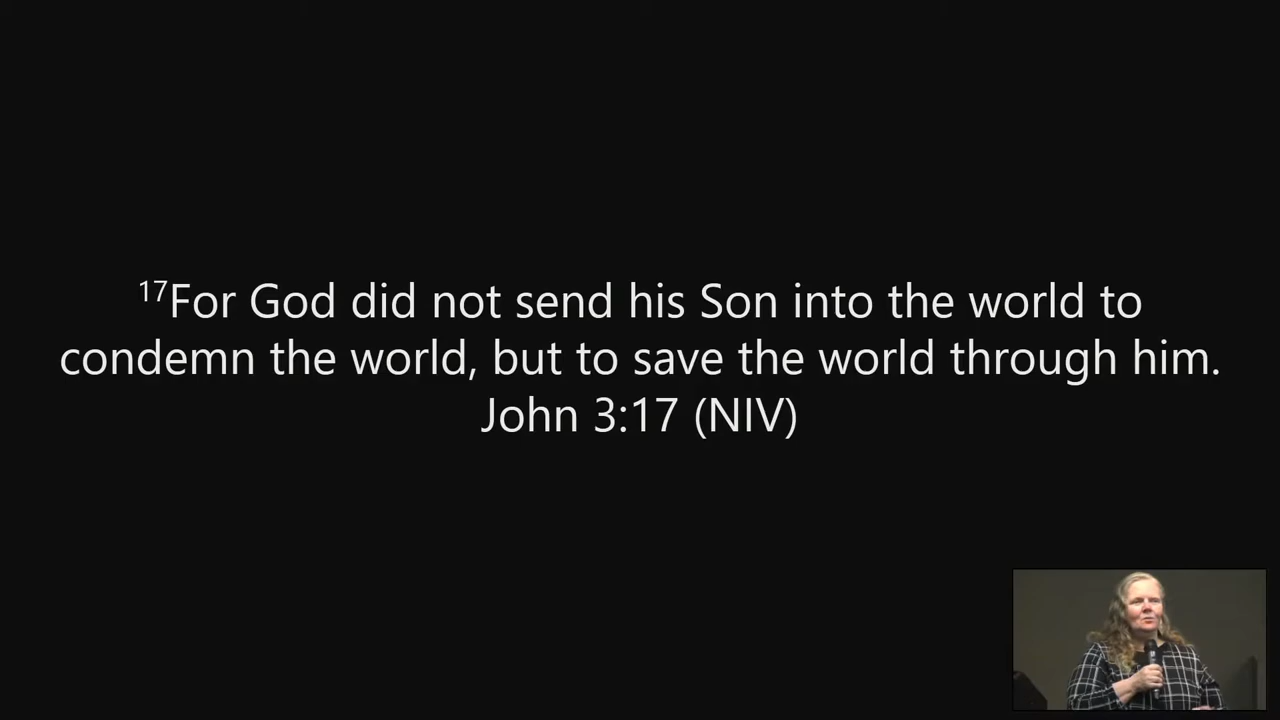 ¹⁷For God did not send his Son into the world to
condemn the world, but to save the world through him.
John 3:17 (NIV)